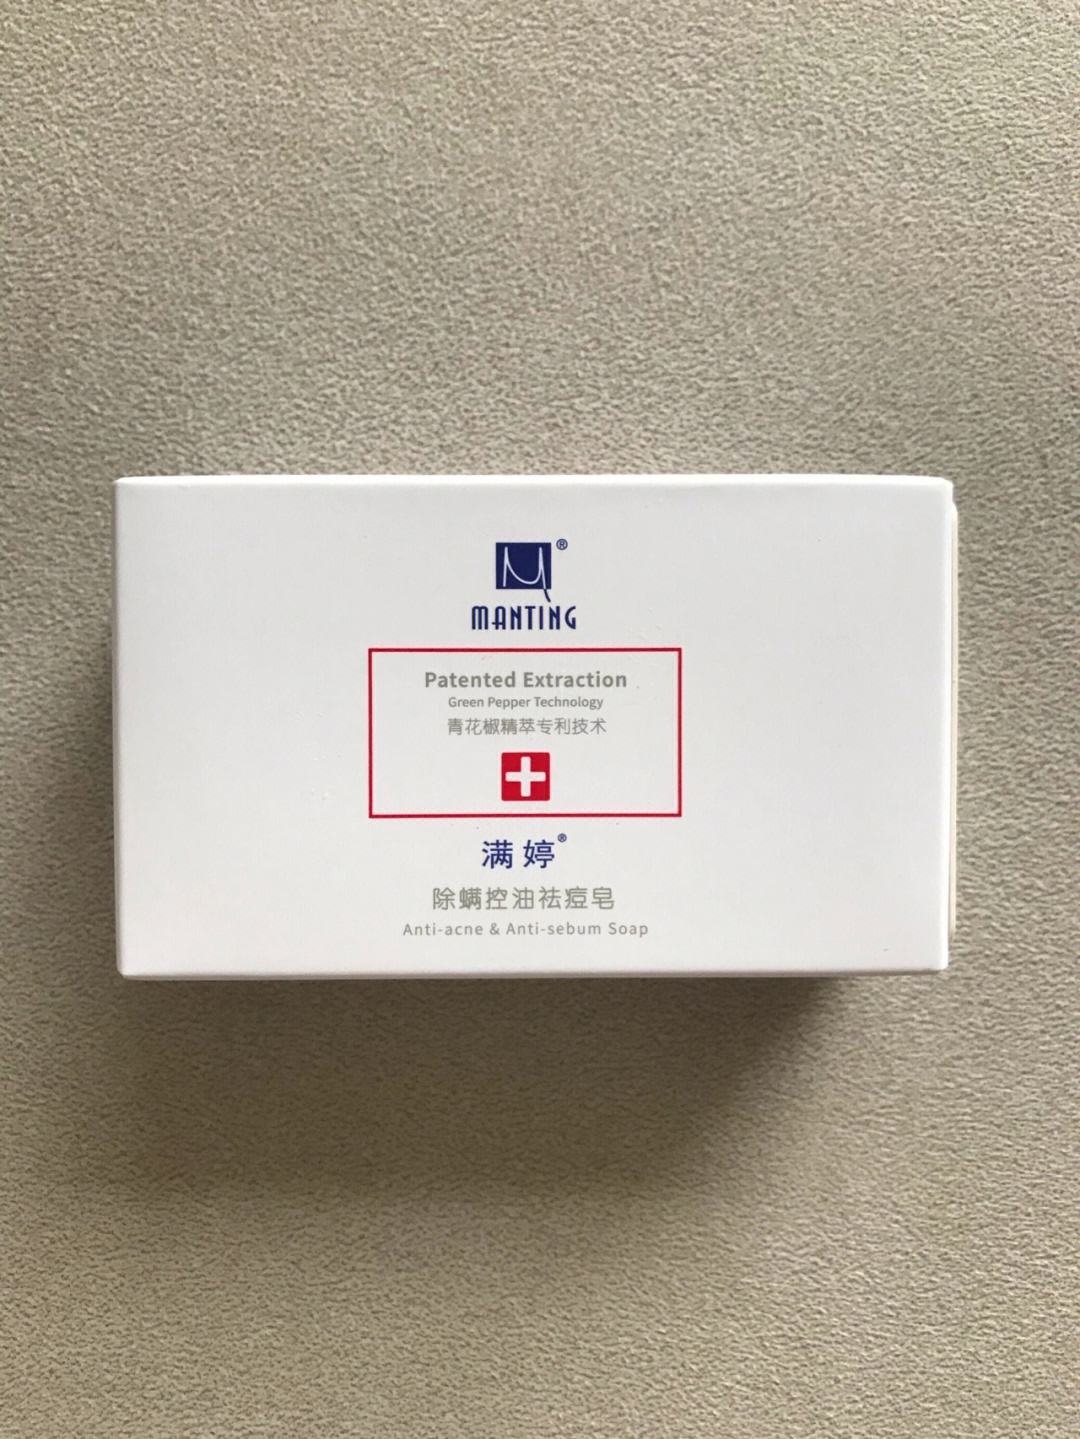 ®
MANTING
Patented Extraction
Green Pepper Technology
青花椒精萃专利技术
满婷®
除螨控油祛痘皂
Anti-acne & Anti-sebum Soap